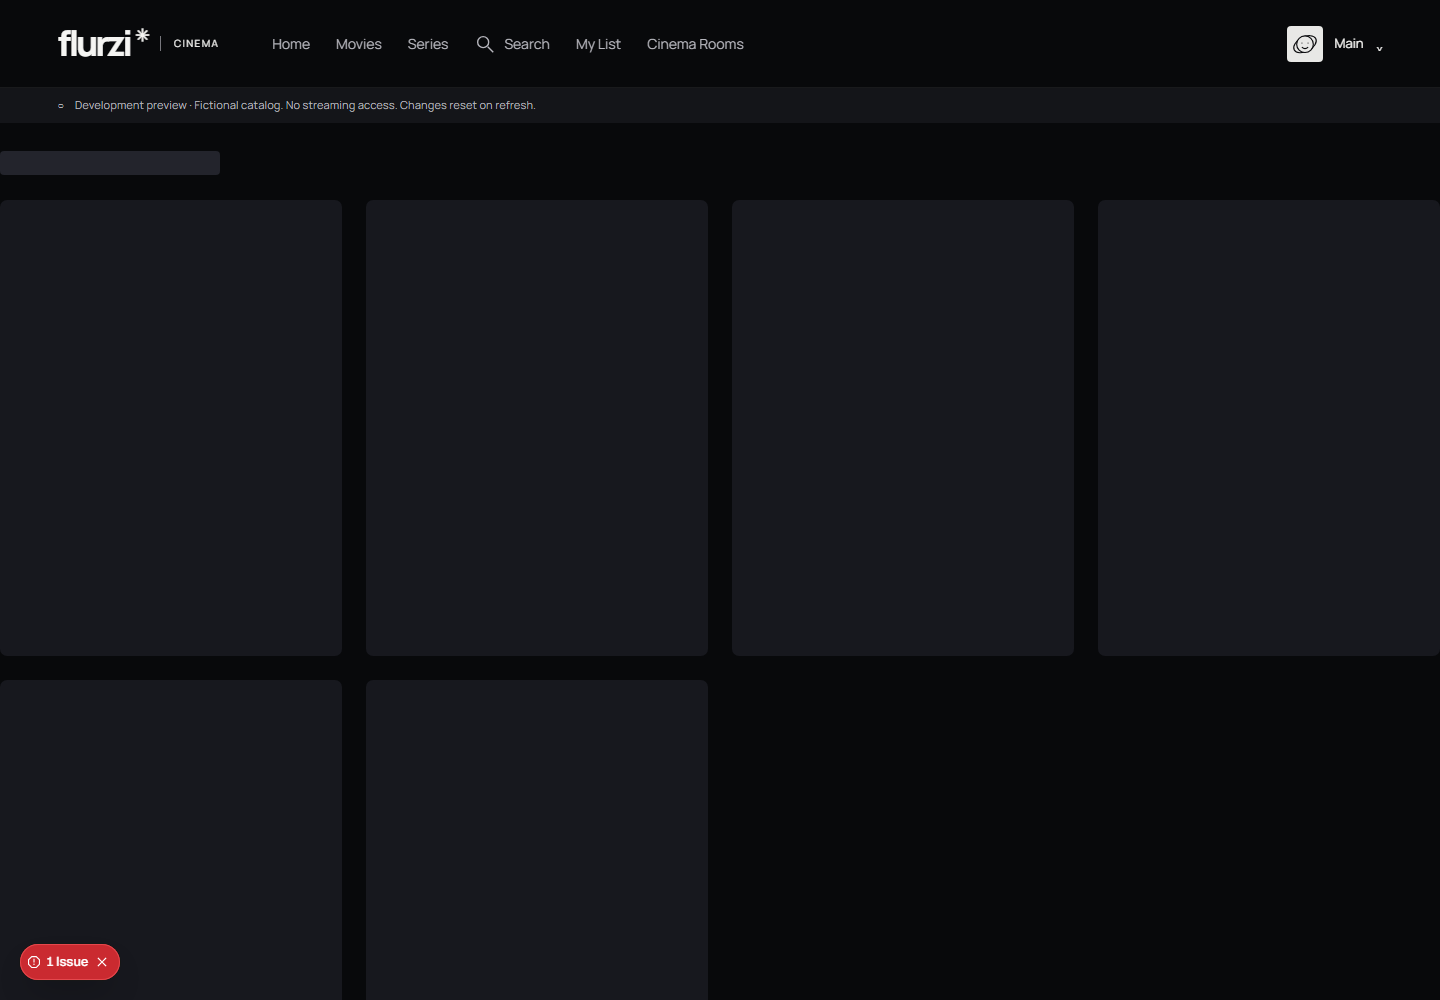 flurzi* CINEMA Home Movies Series Search My List Cinema Rooms Main
Development preview · Fictional catalog. No streaming access. Changes reset on refresh.
1 Issue